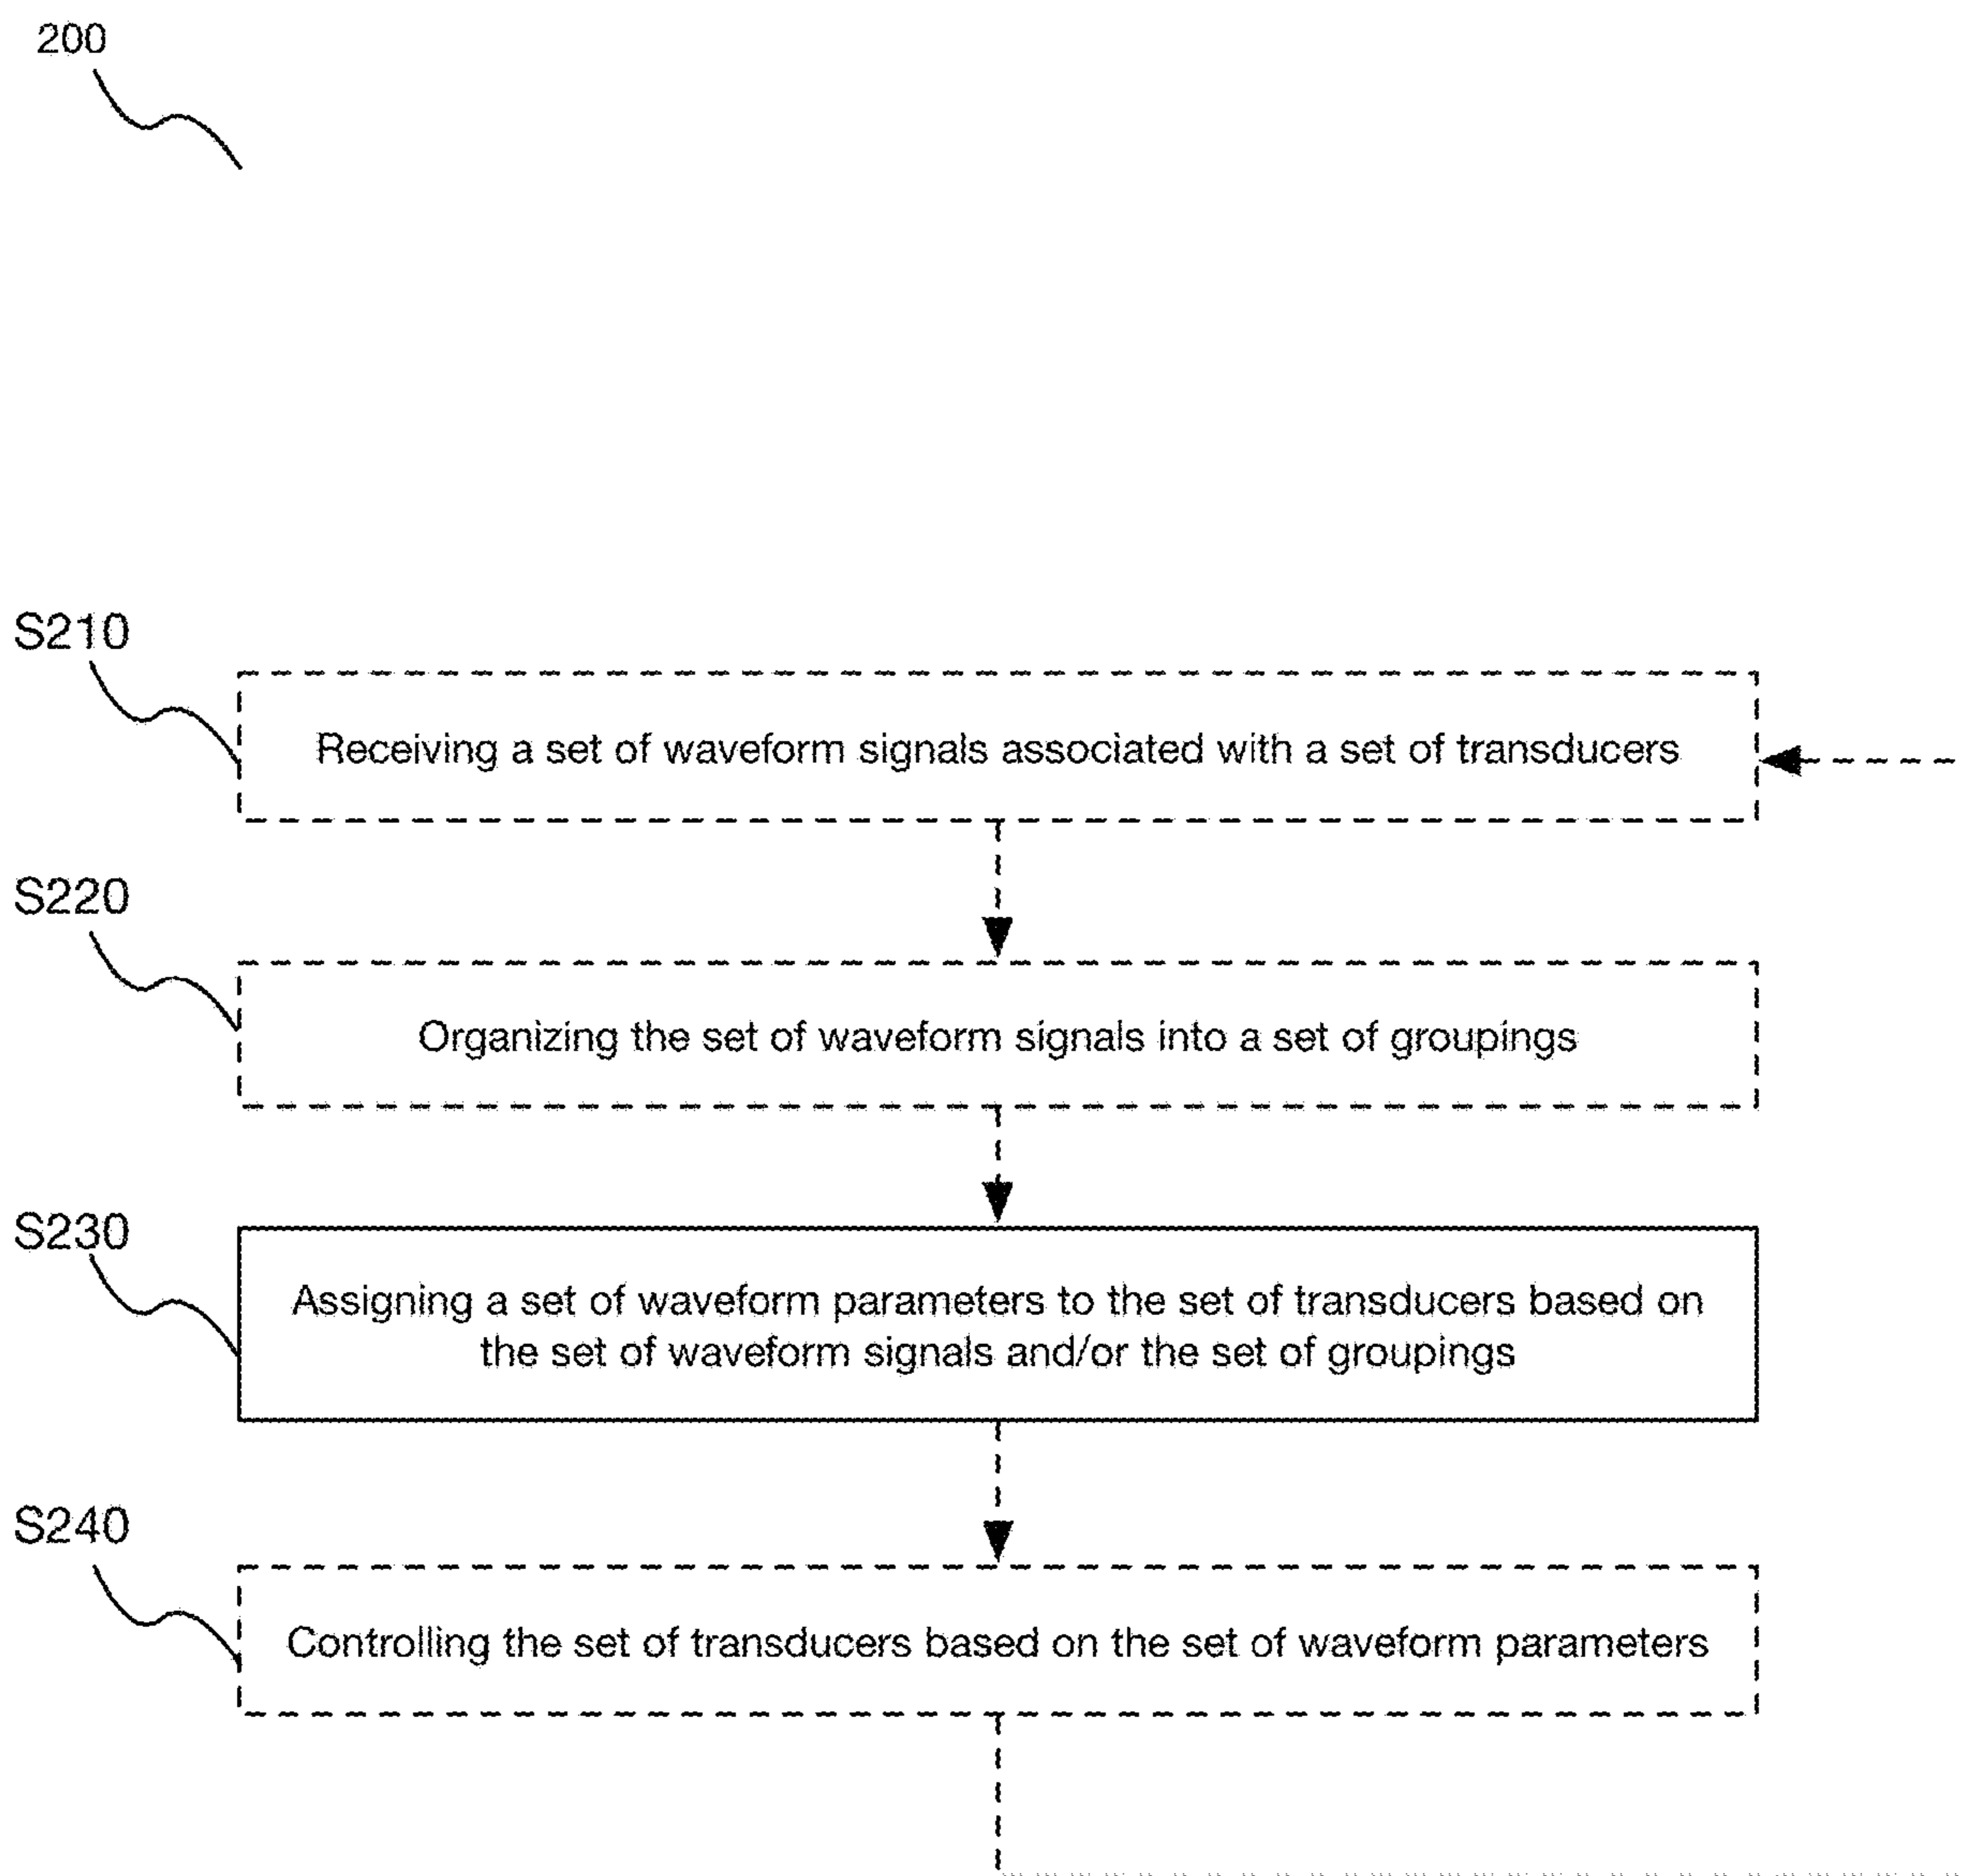 200
S210
Receiving a set of waveform signals associated with a set of transducers
S220
Organizing the set of waveform signals into a set of groupings
S230
Assigning a set of waveform parameters to the set of transducers based on
the set of waveform signals and/or the set of groupings
S240
Controlling the set of transducers based on the set of waveform parameters